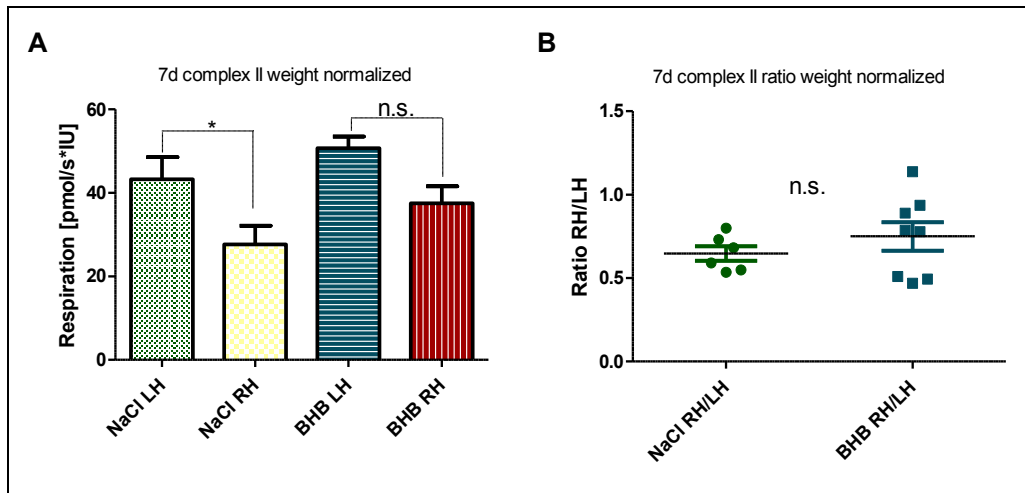 A
7d complex II weight normalized
Respiration [pmol/s*IU]
60
40
20
0
*
n.s.
NaCl LH
NaCl RH
BHB LH
BHB RH
B
7d complex II ratio weight normalized
Ratio RH/LH
1.5
1.0
0.5
0.0
n.s.
NaCl RH/LH
BHB RH/LH